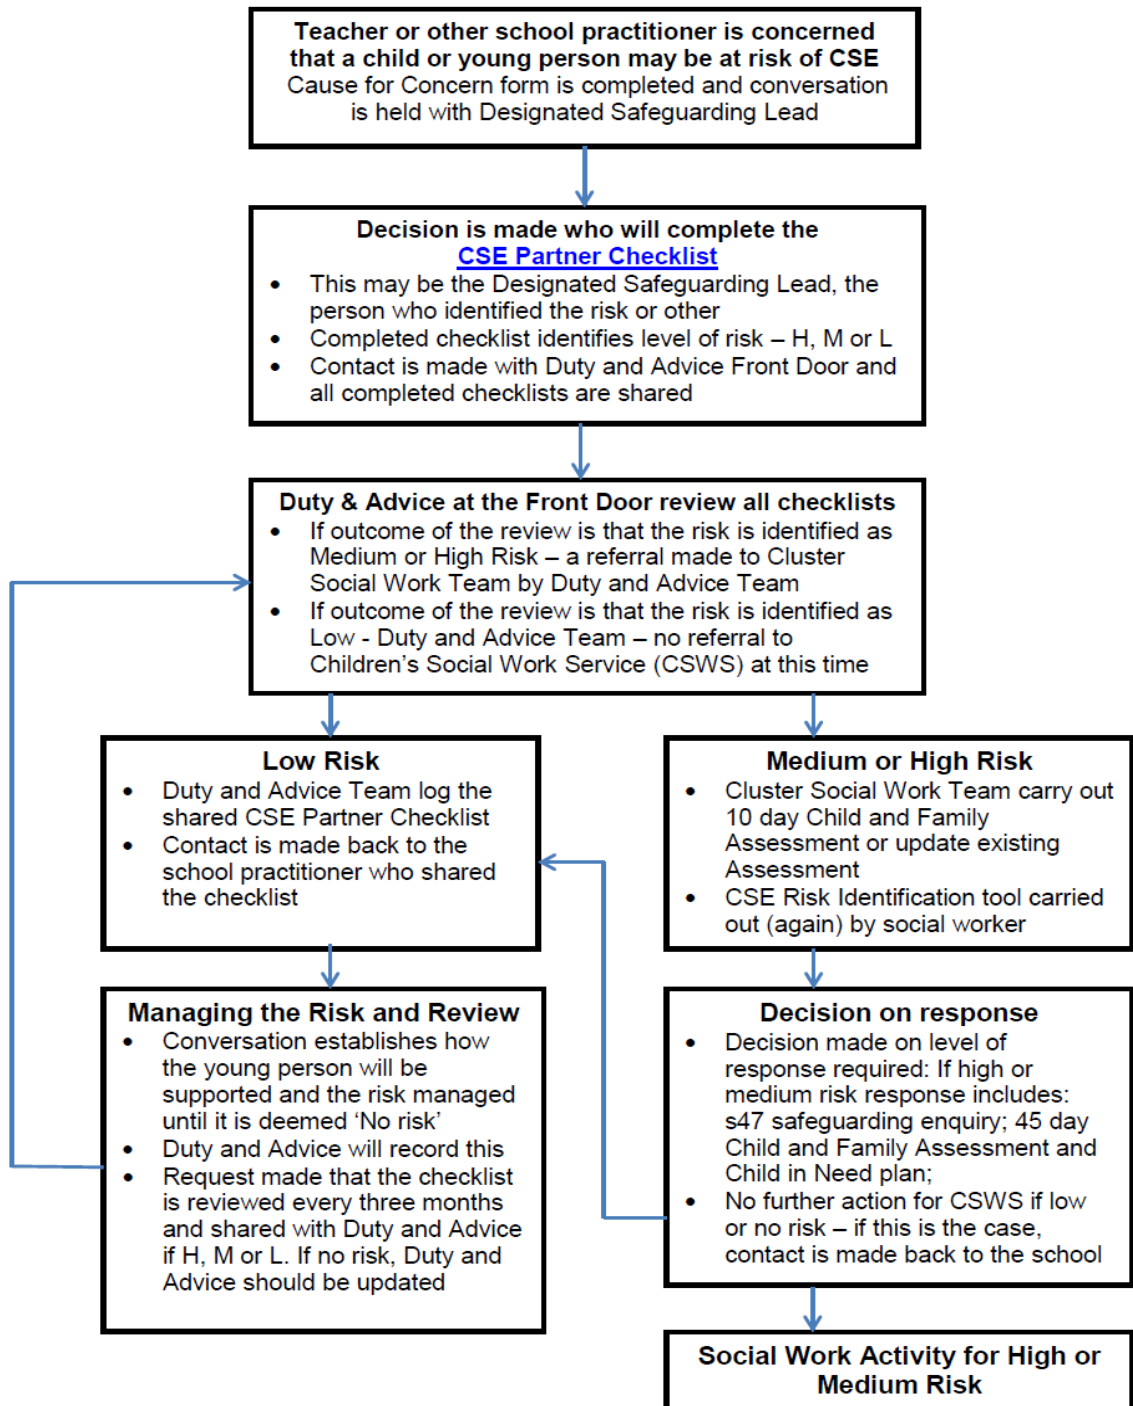 Teacher or other school practitioner is concerned
that a child or young person may be at risk of CSE
Cause for Concern form is completed and conversation
is held with Designated Safeguarding Lead
Decision is made who will complete the
CSE Partner Checklist
• This may be the Designated Safeguarding Lead, the
person who identified the risk or other
• Completed checklist identifies level of risk – H, M or L
• Contact is made with Duty and Advice Front Door and
all completed checklists are shared
Duty & Advice at the Front Door review all checklists
• If outcome of the review is that the risk is identified as
Medium or High Risk – a referral made to Cluster
Social Work Team by Duty and Advice Team
• If outcome of the review is that the risk is identified as
Low - Duty and Advice Team – no referral to
Children's Social Work Service (CSWS) at this time
Low Risk
• Duty and Advice Team log the
shared CSE Partner Checklist
• Contact is made back to the
school practitioner who shared
the checklist
Medium or High Risk
• Cluster Social Work Team carry out
10 day Child and Family
Assessment or update existing
Assessment
• CSE Risk Identification tool carried
out (again) by social worker
Managing the Risk and Review
• Conversation establishes how
the young person will be
supported and the risk managed
until it is deemed 'No risk'
• Duty and Advice will record this
• Request made that the checklist
is reviewed every three months
and shared with Duty and Advice
if H, M or L. If no risk, Duty and
Advice should be updated
Decision on response
• Decision made on level of
response required: If high or
medium risk response includes:
s47 safeguarding enquiry; 45 day
Child and Family Assessment and
Child in Need plan;
• No further action for CSWS if low
or no risk – if this is the case,
contact is made back to the school
Social Work Activity for High or
Medium Risk